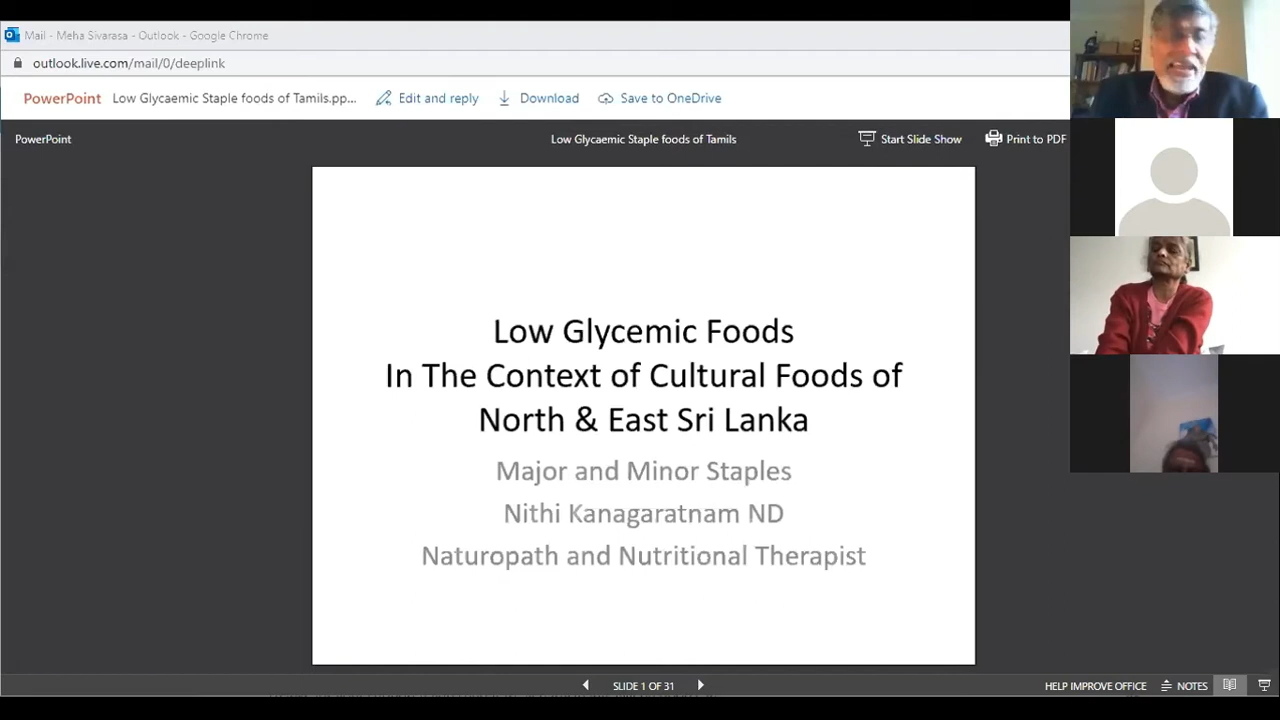 Mail - Meha Sivarasa - Outlook - Google Chrome
outlook.live.com/mail/0/deeplink
PowerPoint Low Glycaemic Staple foods of Tamils.pp... Edit and reply Download Save to OneDrive
PowerPoint Low Glycaemic Staple foods of Tamils Start Slide Show Print to PDF
Low Glycemic Foods
In The Context of Cultural Foods of
North & East Sri Lanka
Major and Minor Staples
Nithi Kanagaratnam ND
Naturopath and Nutritional Therapist
SLIDE 1 OF 31 HELP IMPROVE OFFICE NOTES